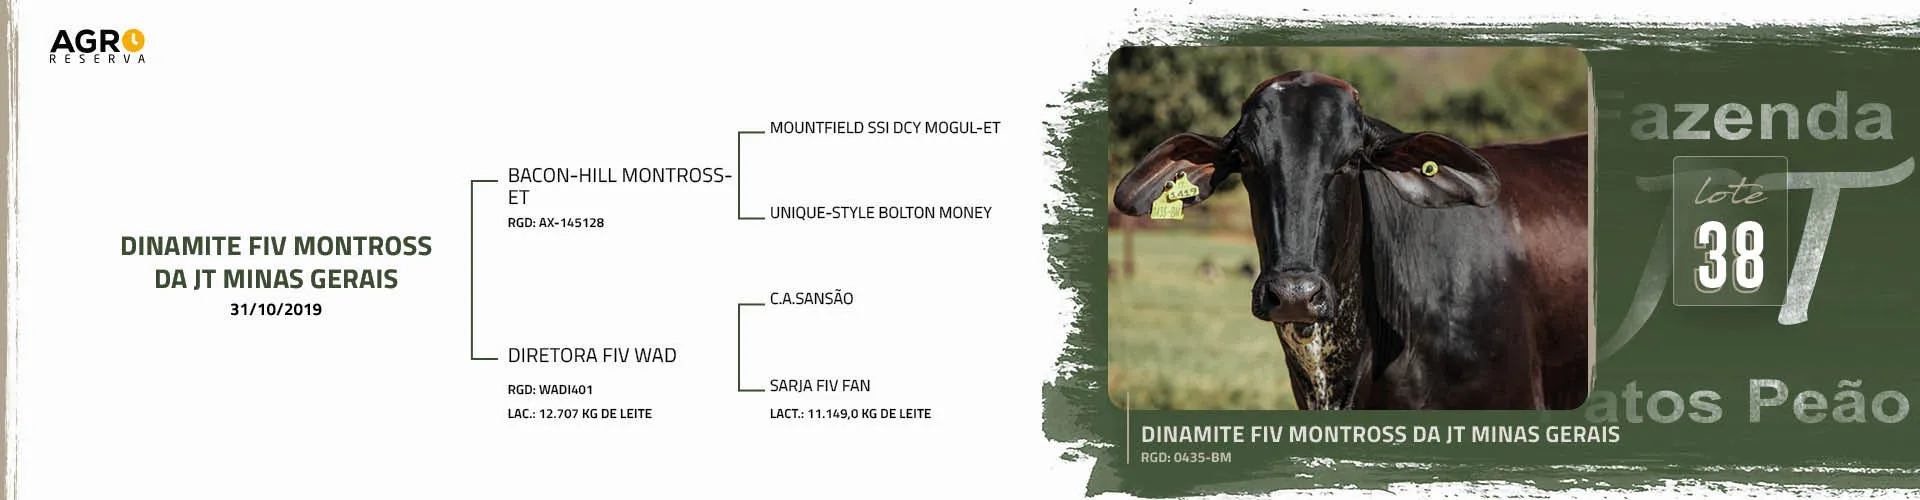 AGRO
RESERVA
DINAMITE FIV MONTROSS
DA JT MINAS GERAIS
31/10/2019
BACON-HILL MONTROSS-
ET
RGD: AX-145128
DIRETORA FIV WAD
RGD: WADI401
LAC.: 12.707 KG DE LEITE
MOUNTFIELD SSI DCY MOGUL-ET
UNIQUE-STYLE BOLTON MONEY
C.A.SANSÃO
SARJA FIV FAN
LACT.: 11.149,0 KG DE LEITE
0435-BM
Fazenda
JT
lote
38
atos Peão
DINAMITE FIV MONTROSS DA JT MINAS GERAIS
RGD: 0435-BM